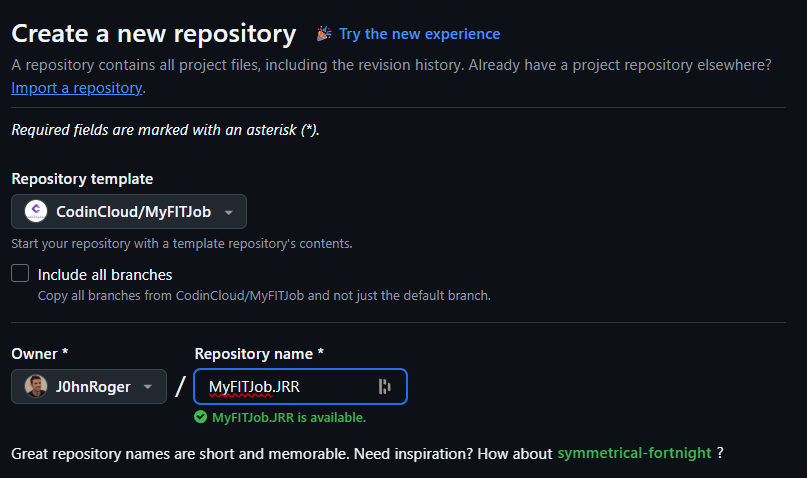 Create a new repository Try the new experience
A repository contains all project files, including the revision history. Already have a project repository elsewhere?
Import a repository.
Required fields are marked with an asterisk (*).
Repository template
CodinCloud/MyFITJob
Start your repository with a template repository's contents.
Include all branches
Copy all branches from CodinCloud/MyFITJob and not just the default branch.
Owner * Repository name *
J0hnRoger / MyFITJob.JRR
MyFITJob.JRR is available.
Great repository names are short and memorable. Need inspiration? How about symmetrical-fortnight ?